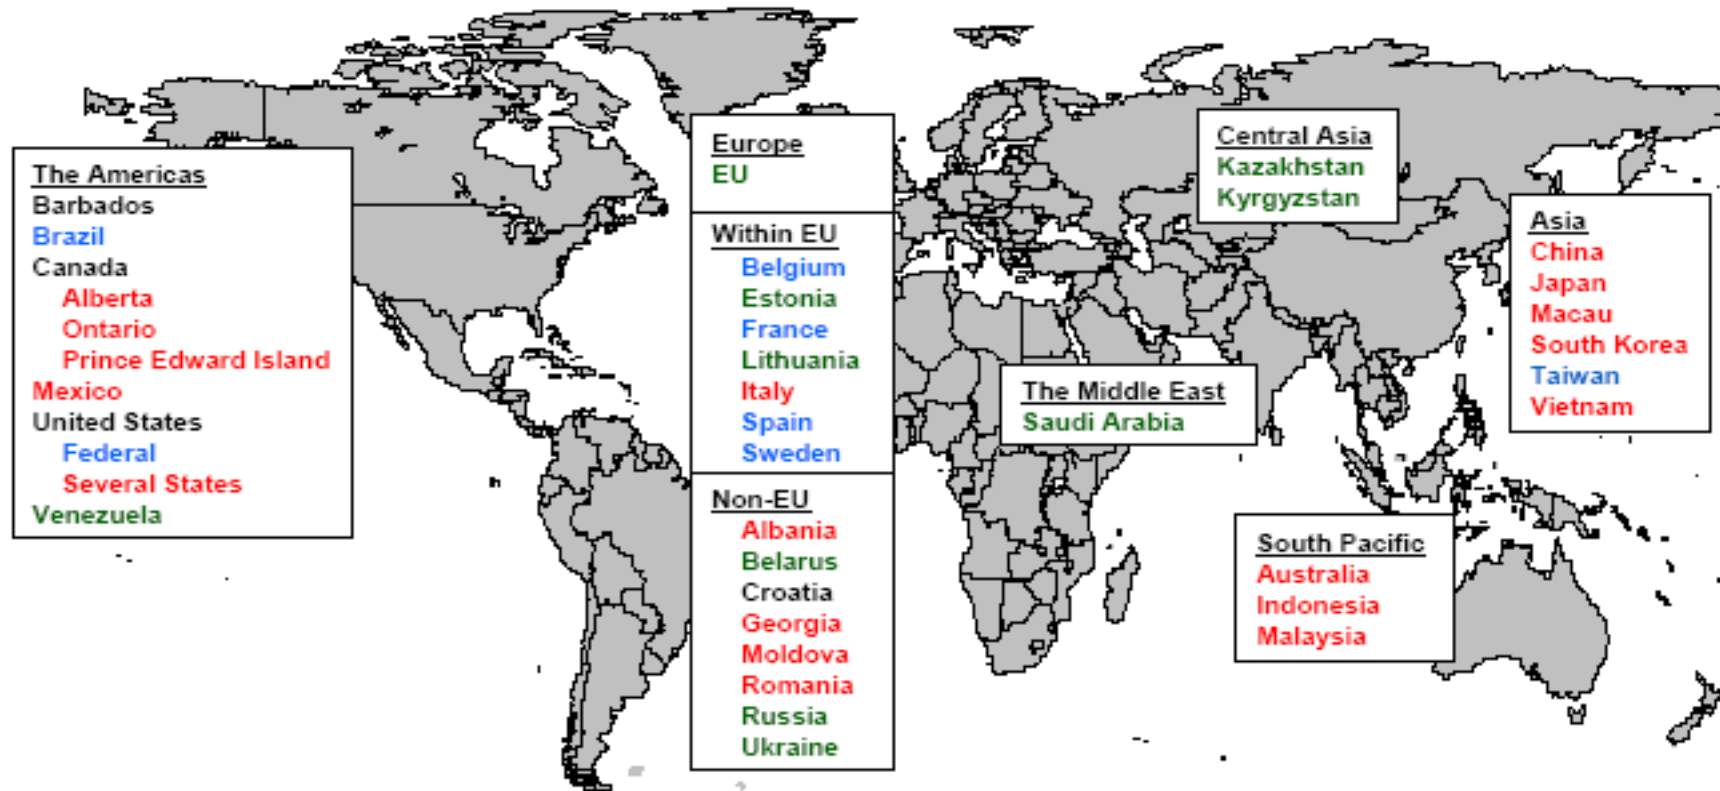 The Americas
Barbados
Brazil
Canada
Alberta
Ontario
Prince Edward Island
Mexico
United States
Federal
Several States
Venezuela
Europe
EU
Within EU
Belgium
Estonia
France
Lithuania
Italy
Spain
Sweden
Non-EU
Albania
Belarus
Croatia
Georgia
Moldova
Romania
Russia
Ukraine
Central Asia
Kazakhstan
Kyrgyzstan
The Middle East
Saudi Arabia
Asia
China
Japan
Macau
South Korea
Taiwan
Vietnam
South Pacific
Australia
Indonesia
Malaysia